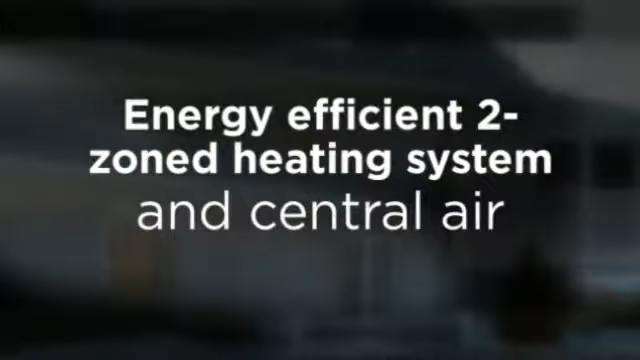 Energy efficient 2-
zoned heating system
and central air